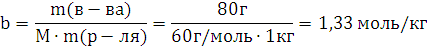 b = m(в − ва) / M · m(р − ля) = 80г / 60г/моль · 1кг = 1,33 моль/кг